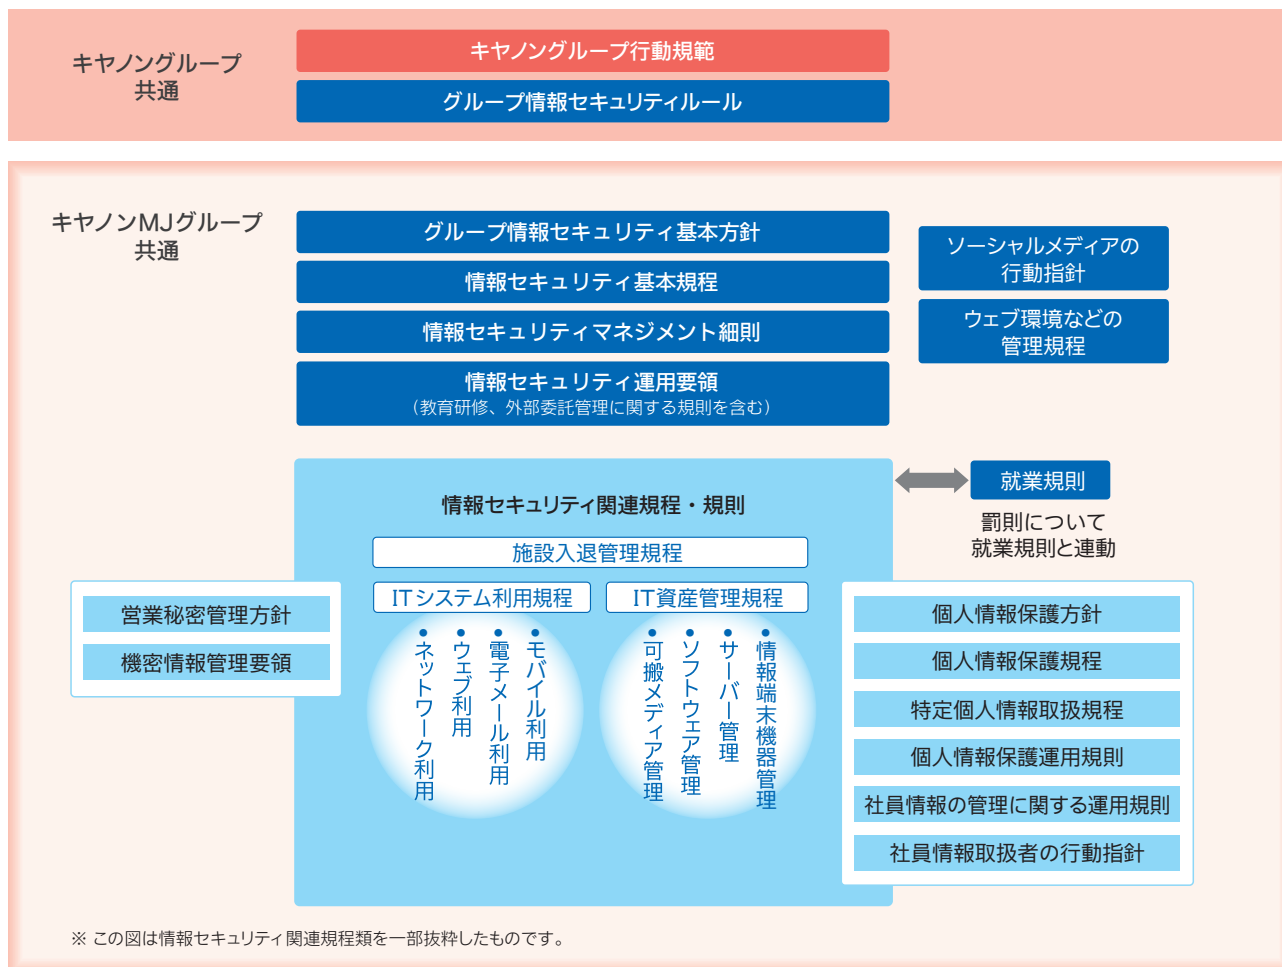 キヤノングループ
共通
キヤノングループ行動規範
グループ情報セキュリティルール
キヤノンMJグループ
共通
グループ情報セキュリティ基本方針
情報セキュリティ基本規程
情報セキュリティマネジメント細則
情報セキュリティ運用要領
（教育研修、外部委託管理に関する規則を含む）
ソーシャルメディアの
行動指針
ウェブ環境などの
管理規程
就業規則
罰則について
就業規則と連動
情報セキュリティ関連規程・規則
施設入退管理規程
ITシステム利用規程
IT資産管理規程
•モバイル利用
•電子メール利用
•ウェブ利用
•ネットワーク利用
•情報端末機器管理
•サーバー管理
•ソフトウェア管理
•可搬メディア管理
営業秘密管理方針
機密情報管理要領
個人情報保護方針
個人情報保護規程
特定個人情報取扱規程
個人情報保護運用規則
社員情報の管理に関する運用規則
社員情報取扱者の行動指針
※ この図は情報セキュリティ関連規程類を一部抜粋したものです。